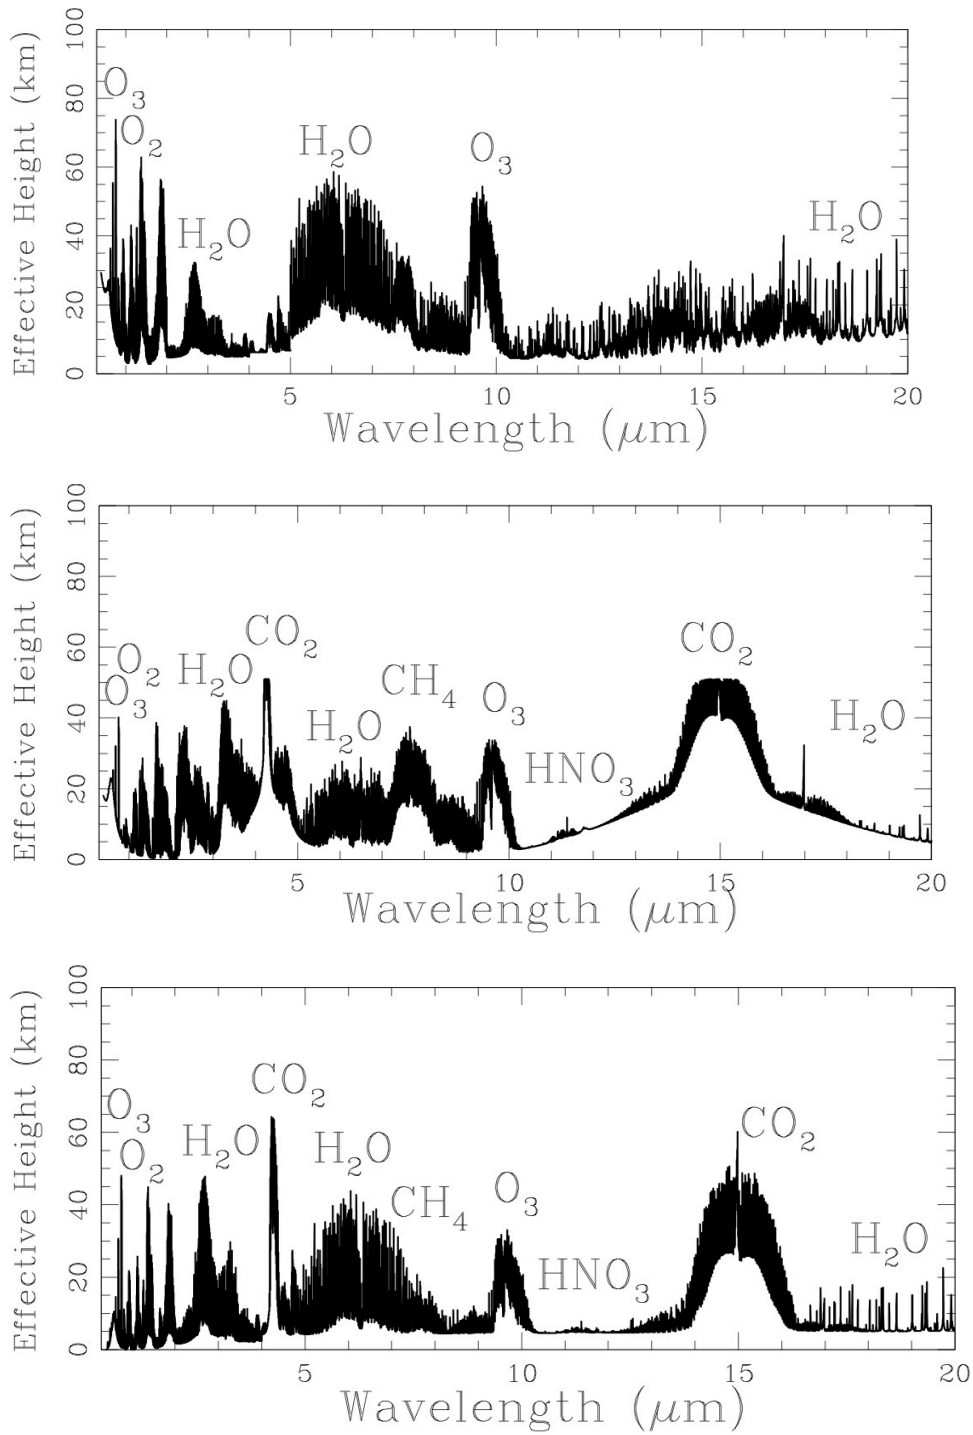 Effective Height (km)
100
80
60
40
20
0
O3
O2
H2O
H2O
O3
H2O
5
10
15
20
Wavelength (μm)
Effective Height (km)
100
80
60
40
20
0
O2
O3
H2O
CO2
H2O
CH4
O3
HNO3
CO2
H2O
5
10
15
20
Wavelength (μm)
Effective Height (km)
100
80
60
40
20
0
O3
O2
H2O
CO2
H2O
CH4
O3
HNO3
CO2
H2O
5
10
15
20
Wavelength (μm)